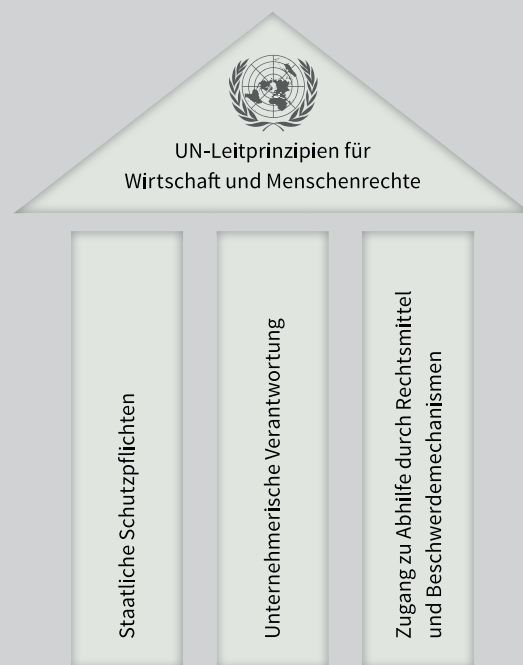 UN-Leitprinzipien für
Wirtschaft und Menschenrechte
Staatliche Schutzpflichten
Unternehmerische Verantwortung
Zugang zu Abhilfe durch Rechtsmittel
und Beschwerdemechanismen